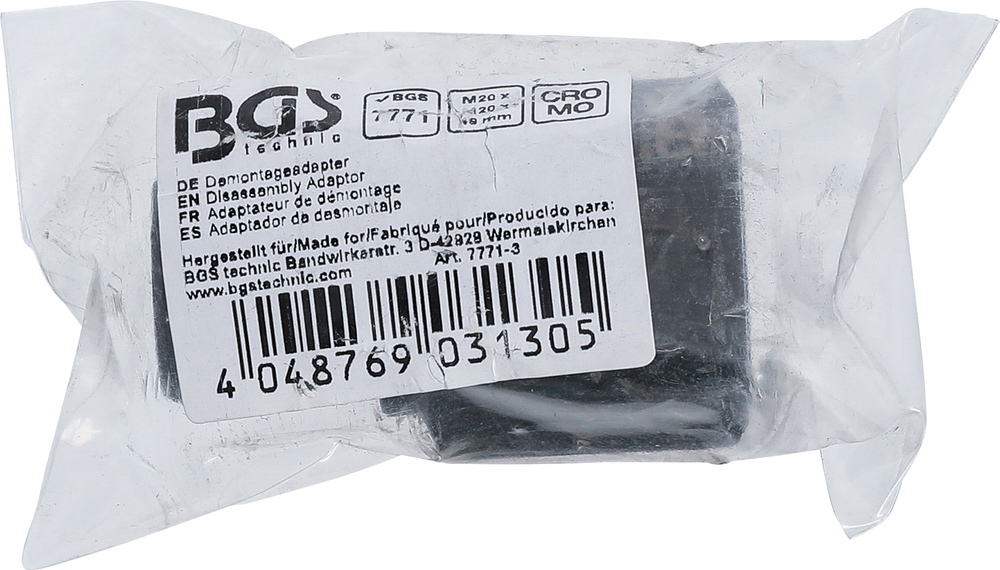 BGS®
technic
✓BGS
7771
M20 x
M20 x
mm
CRO
MO
DE Demontageadapter
EN Disassembly Adaptor
FR Adaptateur de démontage
ES Adaptador de desmontaje
Hergestellt für/Made for/Fabriqué pour/Producido para:
BGS technic Bandwirkerstr. 3 D-42929 Wermelskirchen
www.bgstechnic.com
Art. 7771-3
4 048769 031305